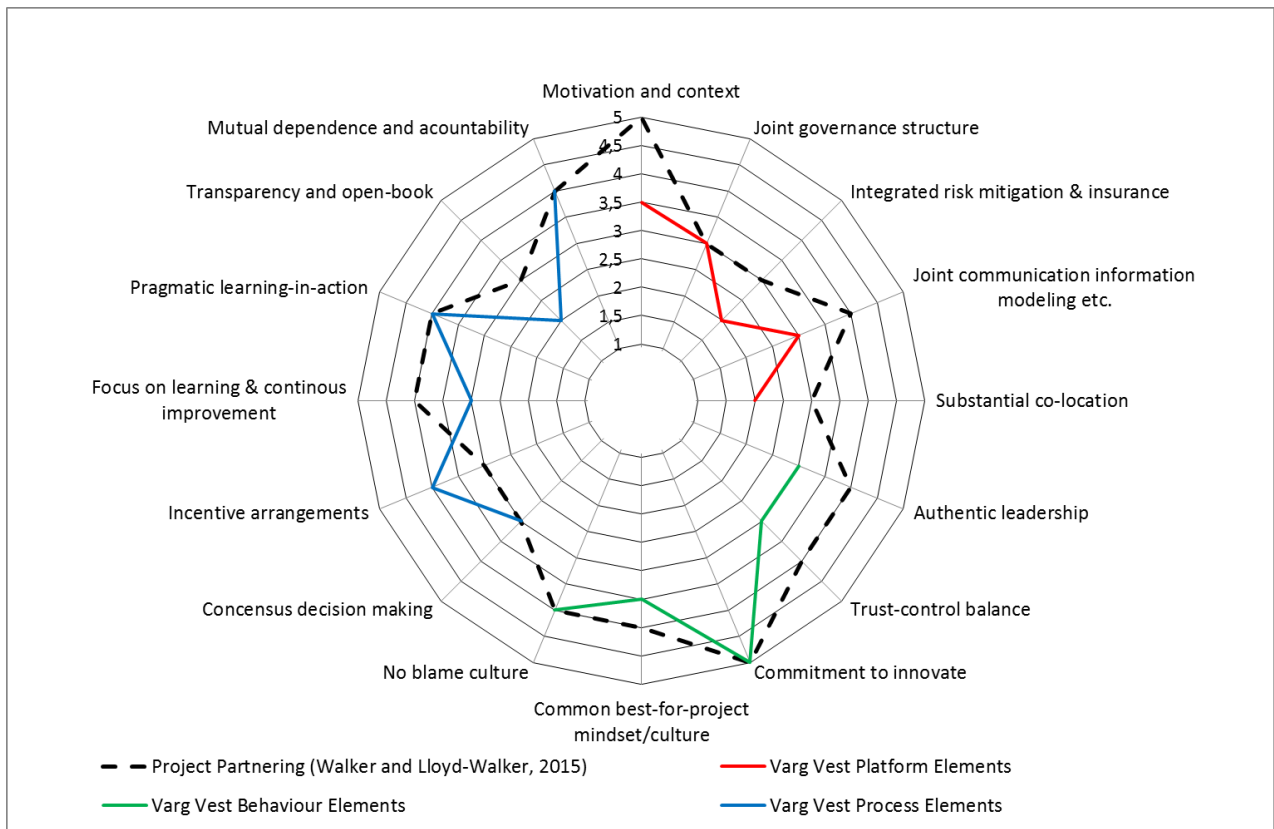 Motivation and context
Mutual dependence and acountability
Joint governance structure
Transparency and open-book
Integrated risk mitigation & insurance
Pragmatic learning-in-action
Joint communication information
modeling etc.
Focus on learning & continous
improvement
Substantial co-location
Incentive arrangements
Authentic leadership
Concensus decision making
Trust-control balance
No blame culture
Commitment to innovate
Common best-for-project
mindset/culture
5
4,5
4
3,5
3
2,5
2
1,5
1
Project Partnering (Walker and Lloyd-Walker, 2015)
Varg Vest Platform Elements
Varg Vest Behaviour Elements
Varg Vest Process Elements